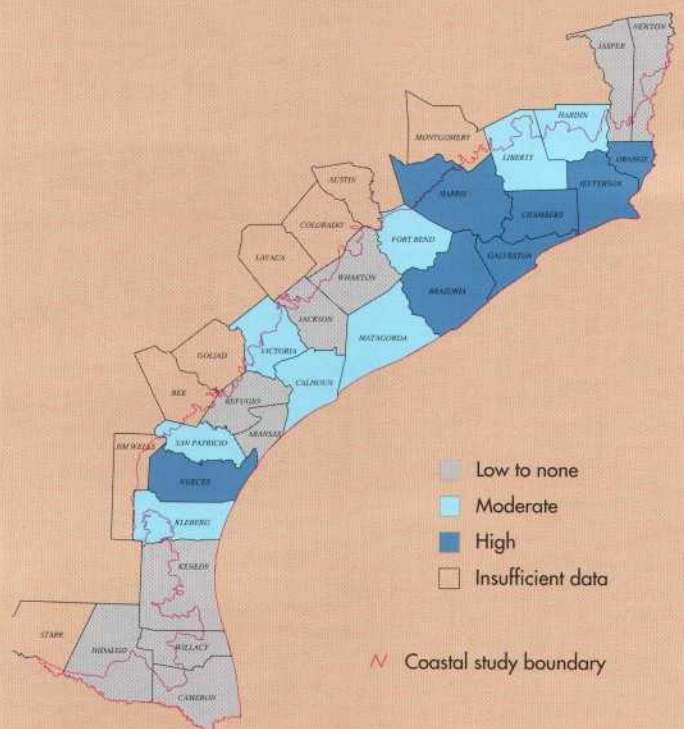 NEWTON
JASPER
HARDIN
MONTGOMERY
LIBERTY
ORANGE
JEFFERSON
AUSTIN
HARRIS
CHAMBERS
COLORADO
FORT BEND
GALVESTON
LAVACA
WHARTON
BRAZORIA
JACKSON
MATAGORDA
GOLIAD
VICTORIA
CALHOUN
BEE
REFUGIO
ARANSAS
JIM WELLS
SAN PATRICIO
NUECES
KLEBERG
KENEDY
STARR
HIDALGO
WILLACY
CAMERON
Low to none
Moderate
High
Insufficient data
Coastal study boundary